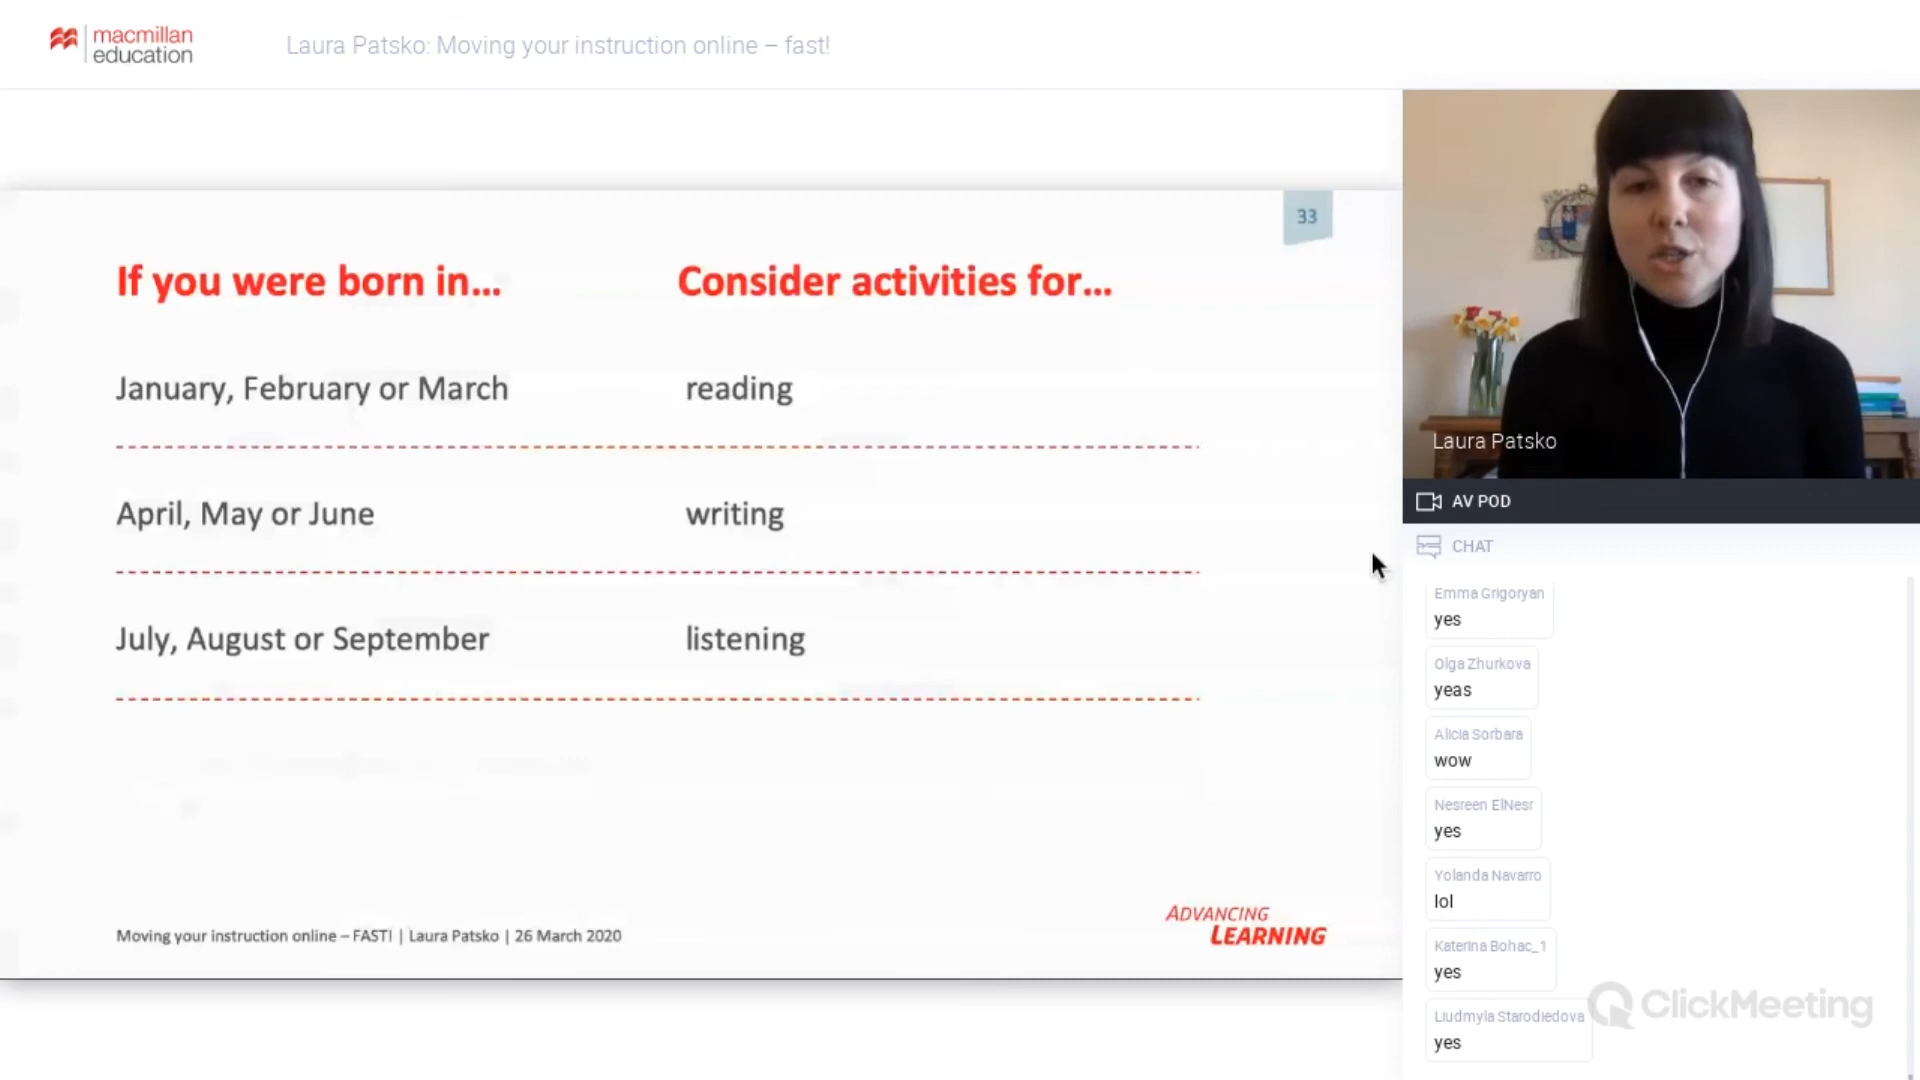 macmillan
education
Laura Patsko: Moving your instruction online – fast!
33
If you were born in...
Consider activities for...
January, February or March
reading
April, May or June
writing
July, August or September
listening
Moving your instruction online – FAST! | Laura Patsko | 26 March 2020
ADVANCING
LEARNING
Laura Patsko
AV POD
CHAT
Emma Grigoryan
yes
Olga Zhurkova
yeas
Alicia Sorbara
wow
Nesreen ElNesr
yes
Yolanda Navarro
lol
Katerina Bohac_1
yes
Liudmyla Starodiedova
yes
ClickMeeting